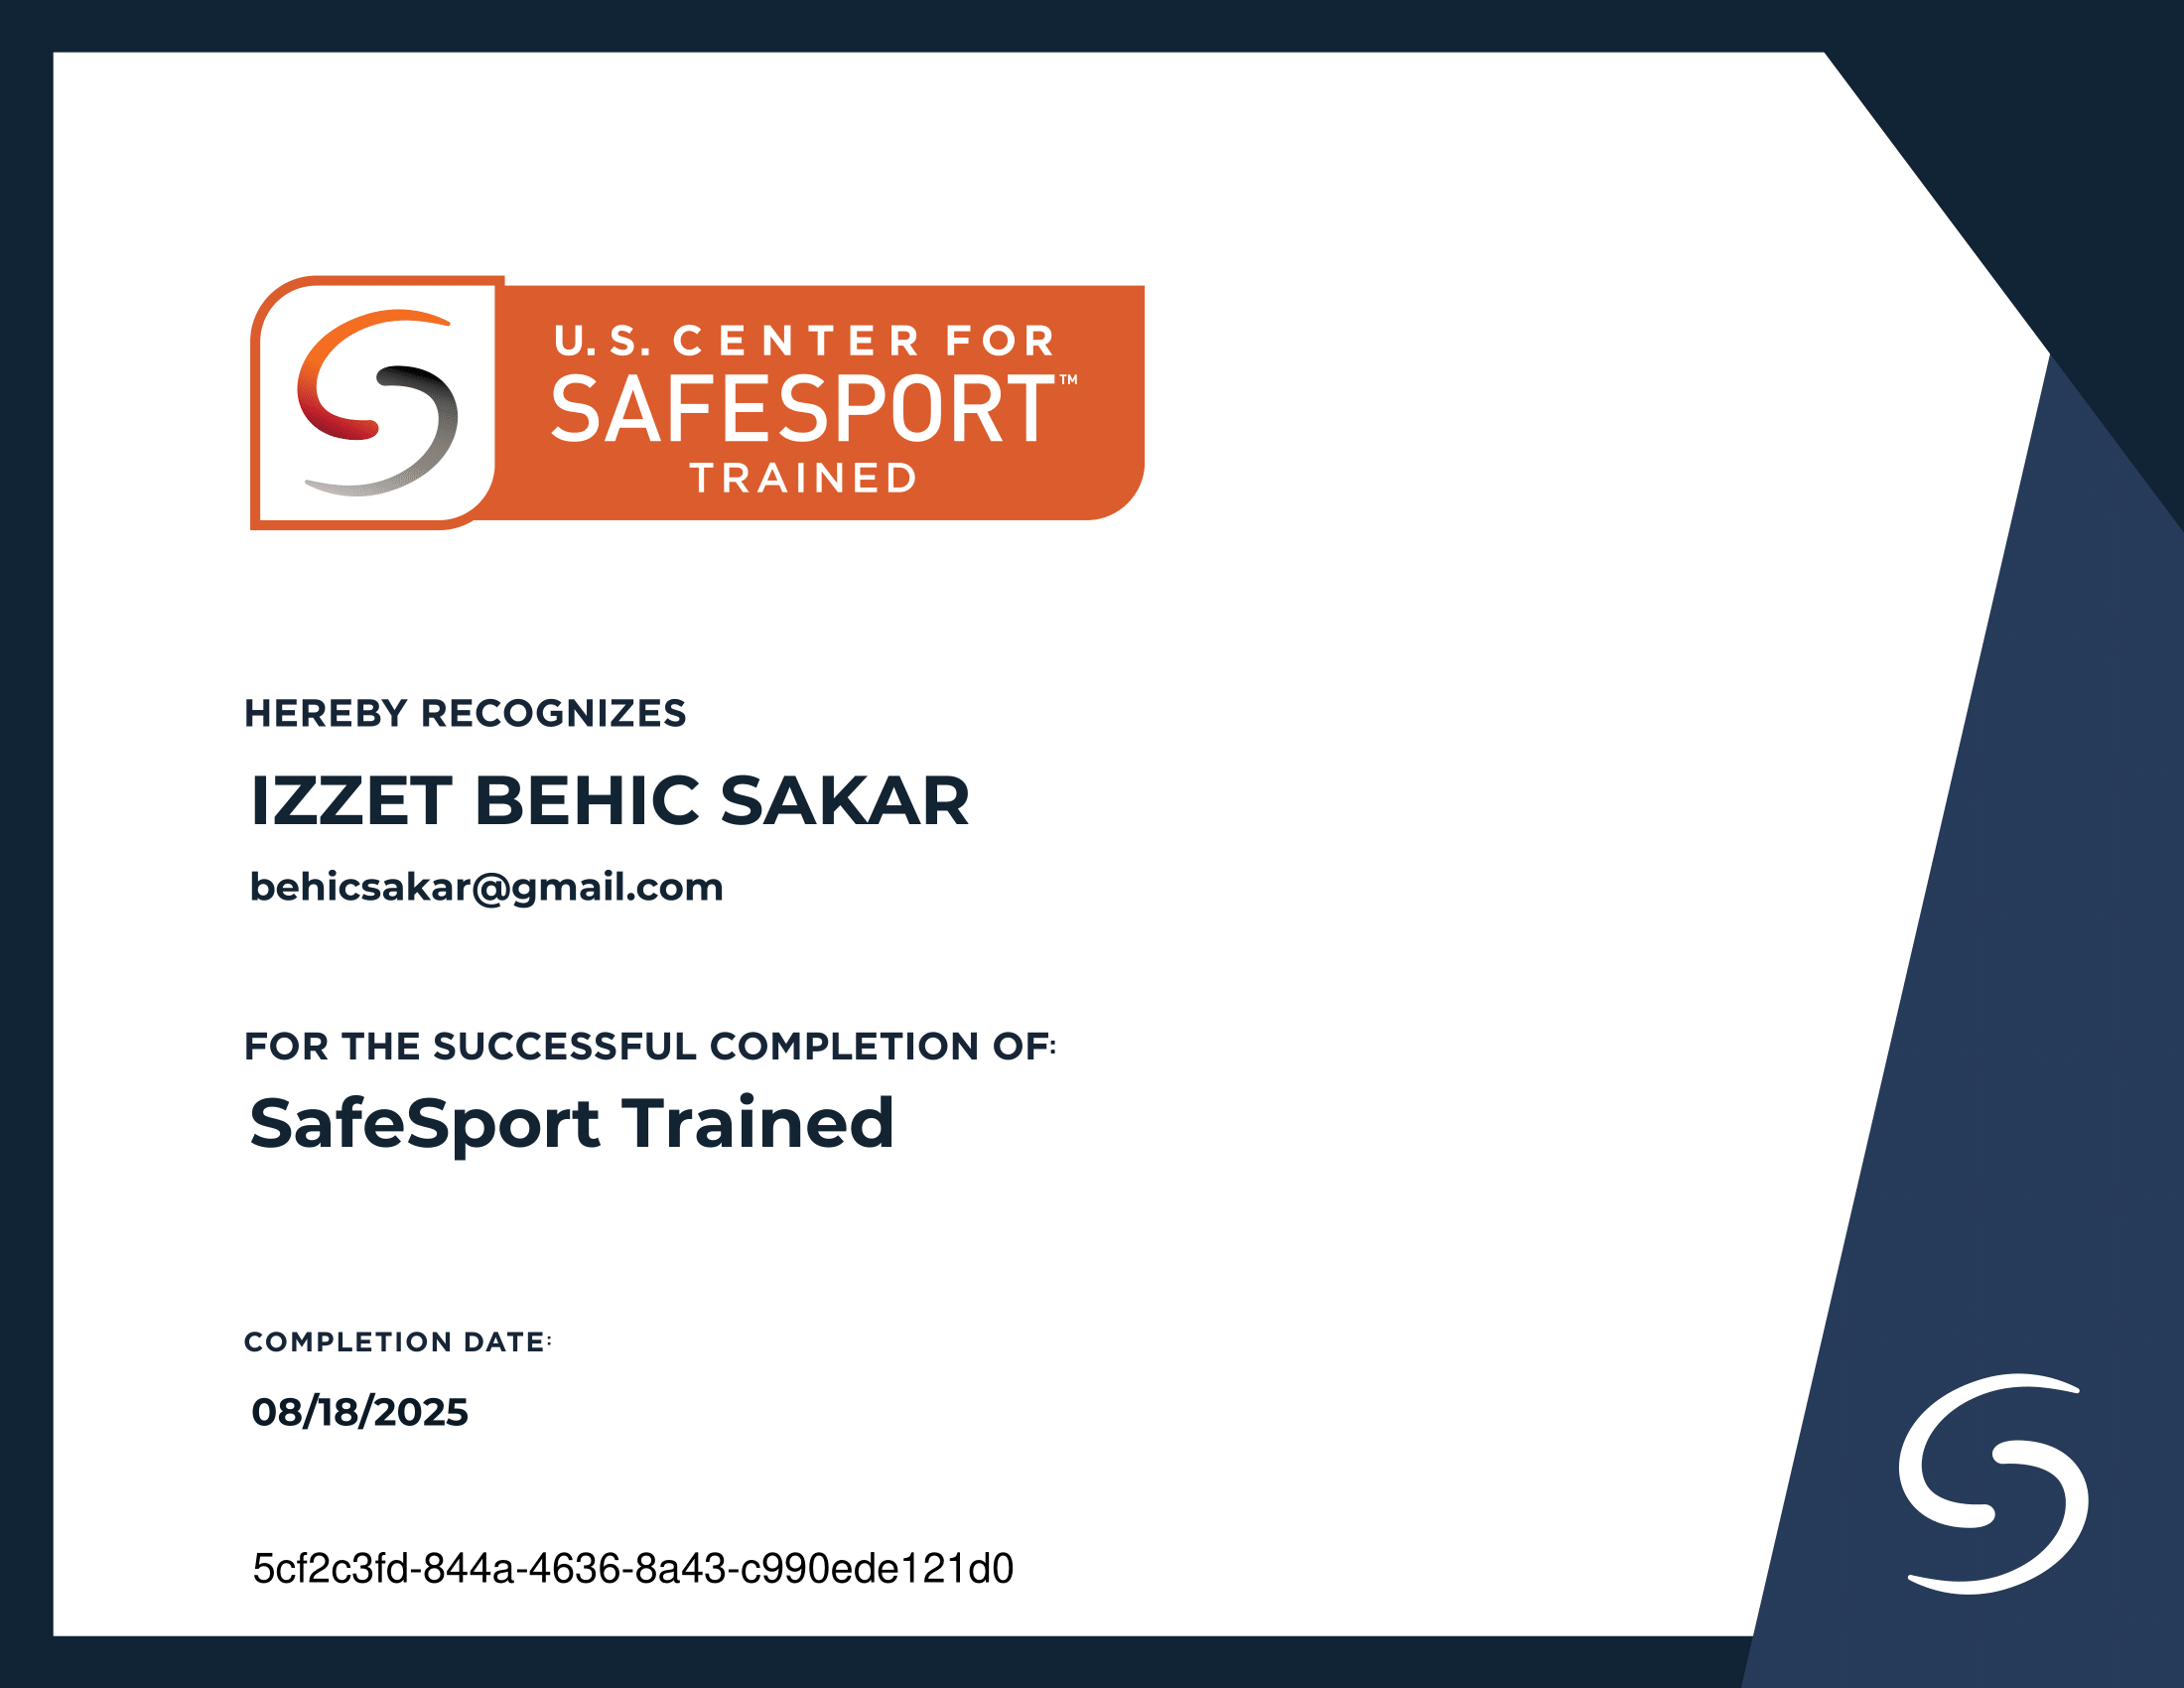 U.S. CENTER FOR
SAFESPORT™
TRAINED
HEREBY RECOGNIZES
IZZET BEHIC SAKAR
behicsakar@gmail.com
FOR THE SUCCESSFUL COMPLETION OF:
SafeSport Trained
COMPLETION DATE:
08/18/2025
5cf2c3fd-844a-4636-8a43-c990ede121d0